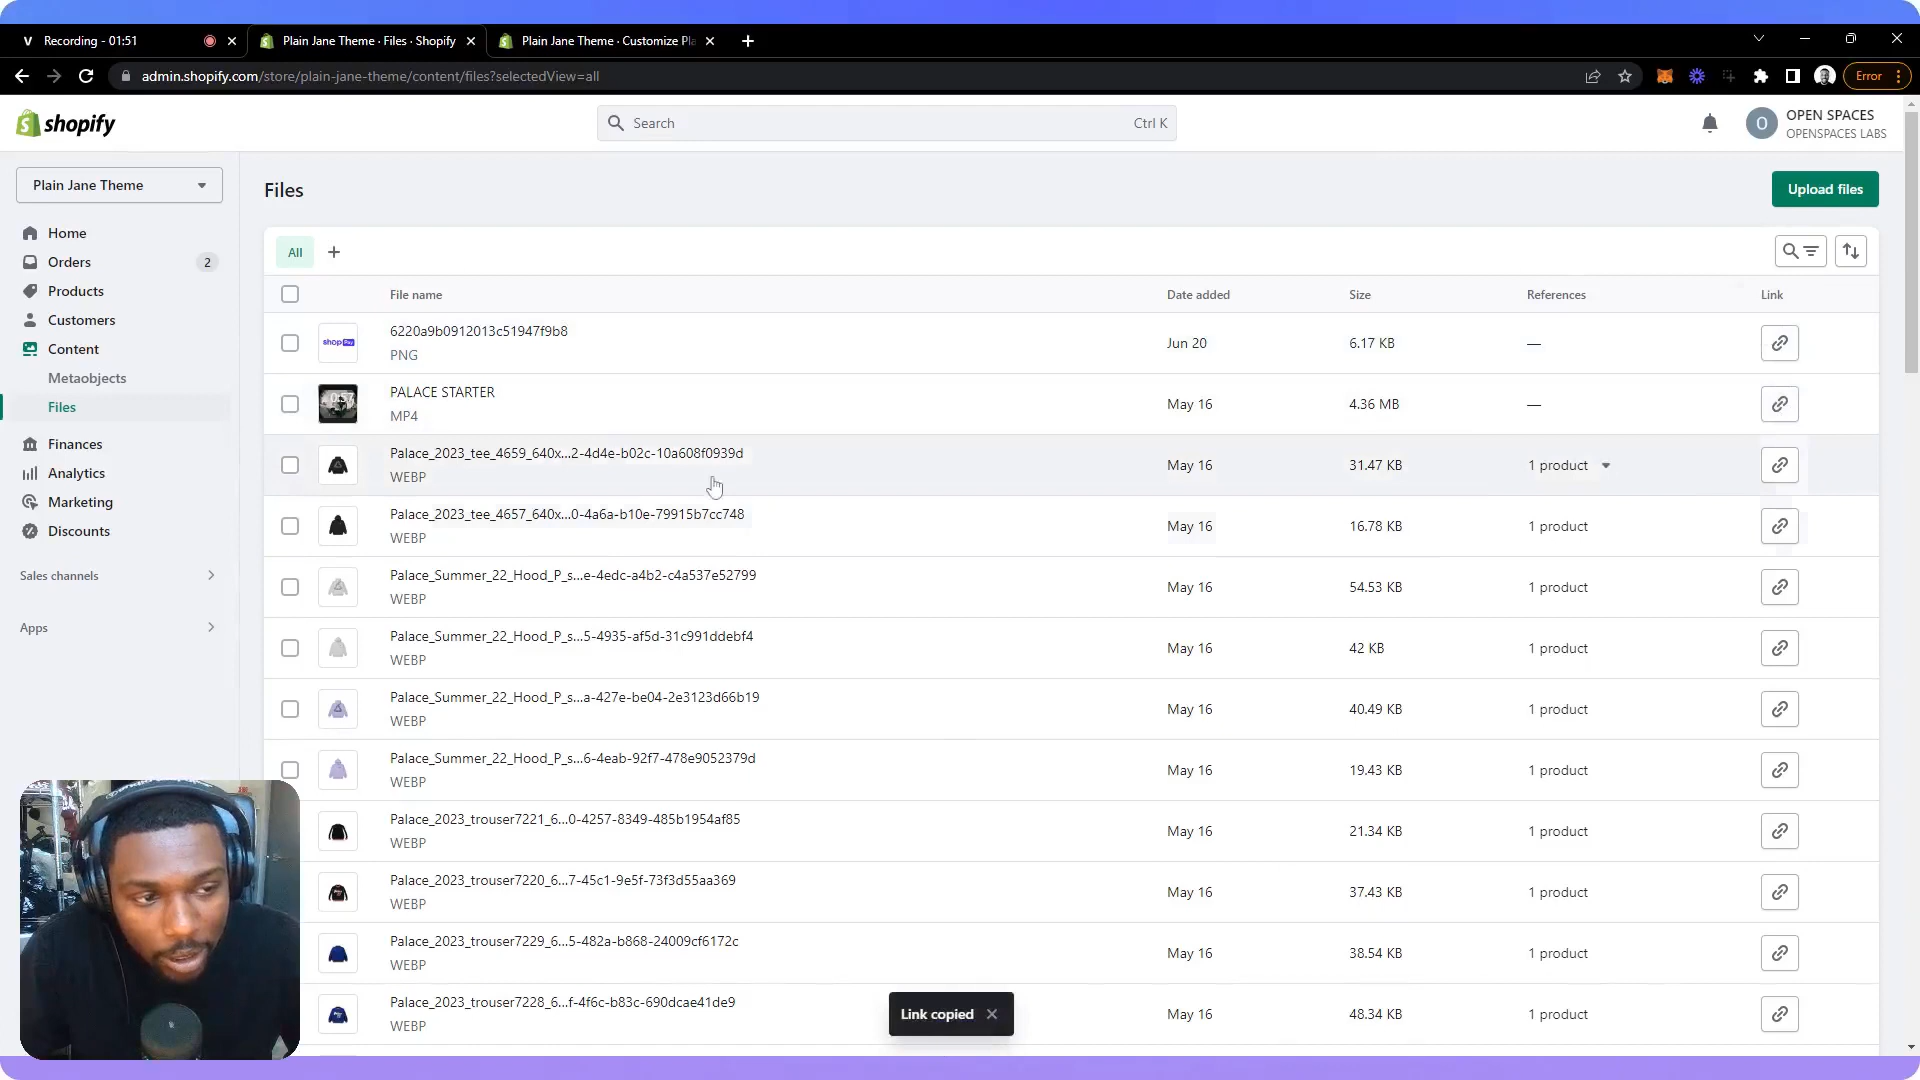 V Recording - 01:51
Plain Jane Theme · Files · Shopify
Plain Jane Theme · Customize Pl
admin.shopify.com/store/plain-jane-theme/content/files?selectedView=all
Error
shopify
Search
Ctrl K
O
OPEN SPACES
OPENSPACES LABS
Plain Jane Theme
Home
Orders
2
Products
Customers
Content
Metaobjects
Files
Finances
Analytics
Marketing
Discounts
Sales channels
Apps
Files
Upload files
All
File name
Date added
Size
References
Link
shop Pay
6220a9b0912013c51947f9b8
PNG
Jun 20
6.17 KB
—
PALACE STARTER
MP4
May 16
4.36 MB
—
Palace_2023_tee_4659_640x...2-4d4e-b02c-10a608f0939d
WEBP
May 16
31.47 KB
1 product
Palace_2023_tee_4657_640x...0-4a6a-b10e-79915b7cc748
WEBP
May 16
16.78 KB
1 product
Palace_Summer_22_Hood_P_s...e-4edc-a4b2-c4a537e52799
WEBP
May 16
54.53 KB
1 product
Palace_Summer_22_Hood_P_s...5-4935-af5d-31c991ddebf4
WEBP
May 16
42 KB
1 product
Palace_Summer_22_Hood_P_s...a-427e-be04-2e3123d66b19
WEBP
May 16
40.49 KB
1 product
Palace_Summer_22_Hood_P_s...6-4eab-92f7-478e9052379d
WEBP
May 16
19.43 KB
1 product
Palace_2023_trouser7221_6...0-4257-8349-485b1954af85
WEBP
May 16
21.34 KB
1 product
Palace_2023_trouser7220_6...7-45c1-9e5f-73f3d55aa369
WEBP
May 16
37.43 KB
1 product
Palace_2023_trouser7229_6...5-482a-b868-24009cf6172c
WEBP
May 16
38.54 KB
1 product
Palace_2023_trouser7228_6...f-4f6c-b83c-690dcae41de9
WEBP
May 16
48.34 KB
1 product
Link copied